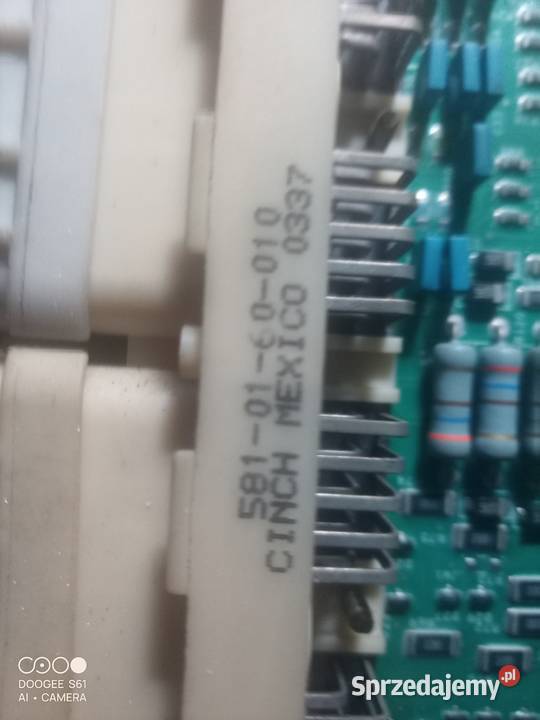 581-01-60-010
CINCH MEXICO 0337
DOOGEE S61
AI • CAMERA
Sprzedajemy.pl